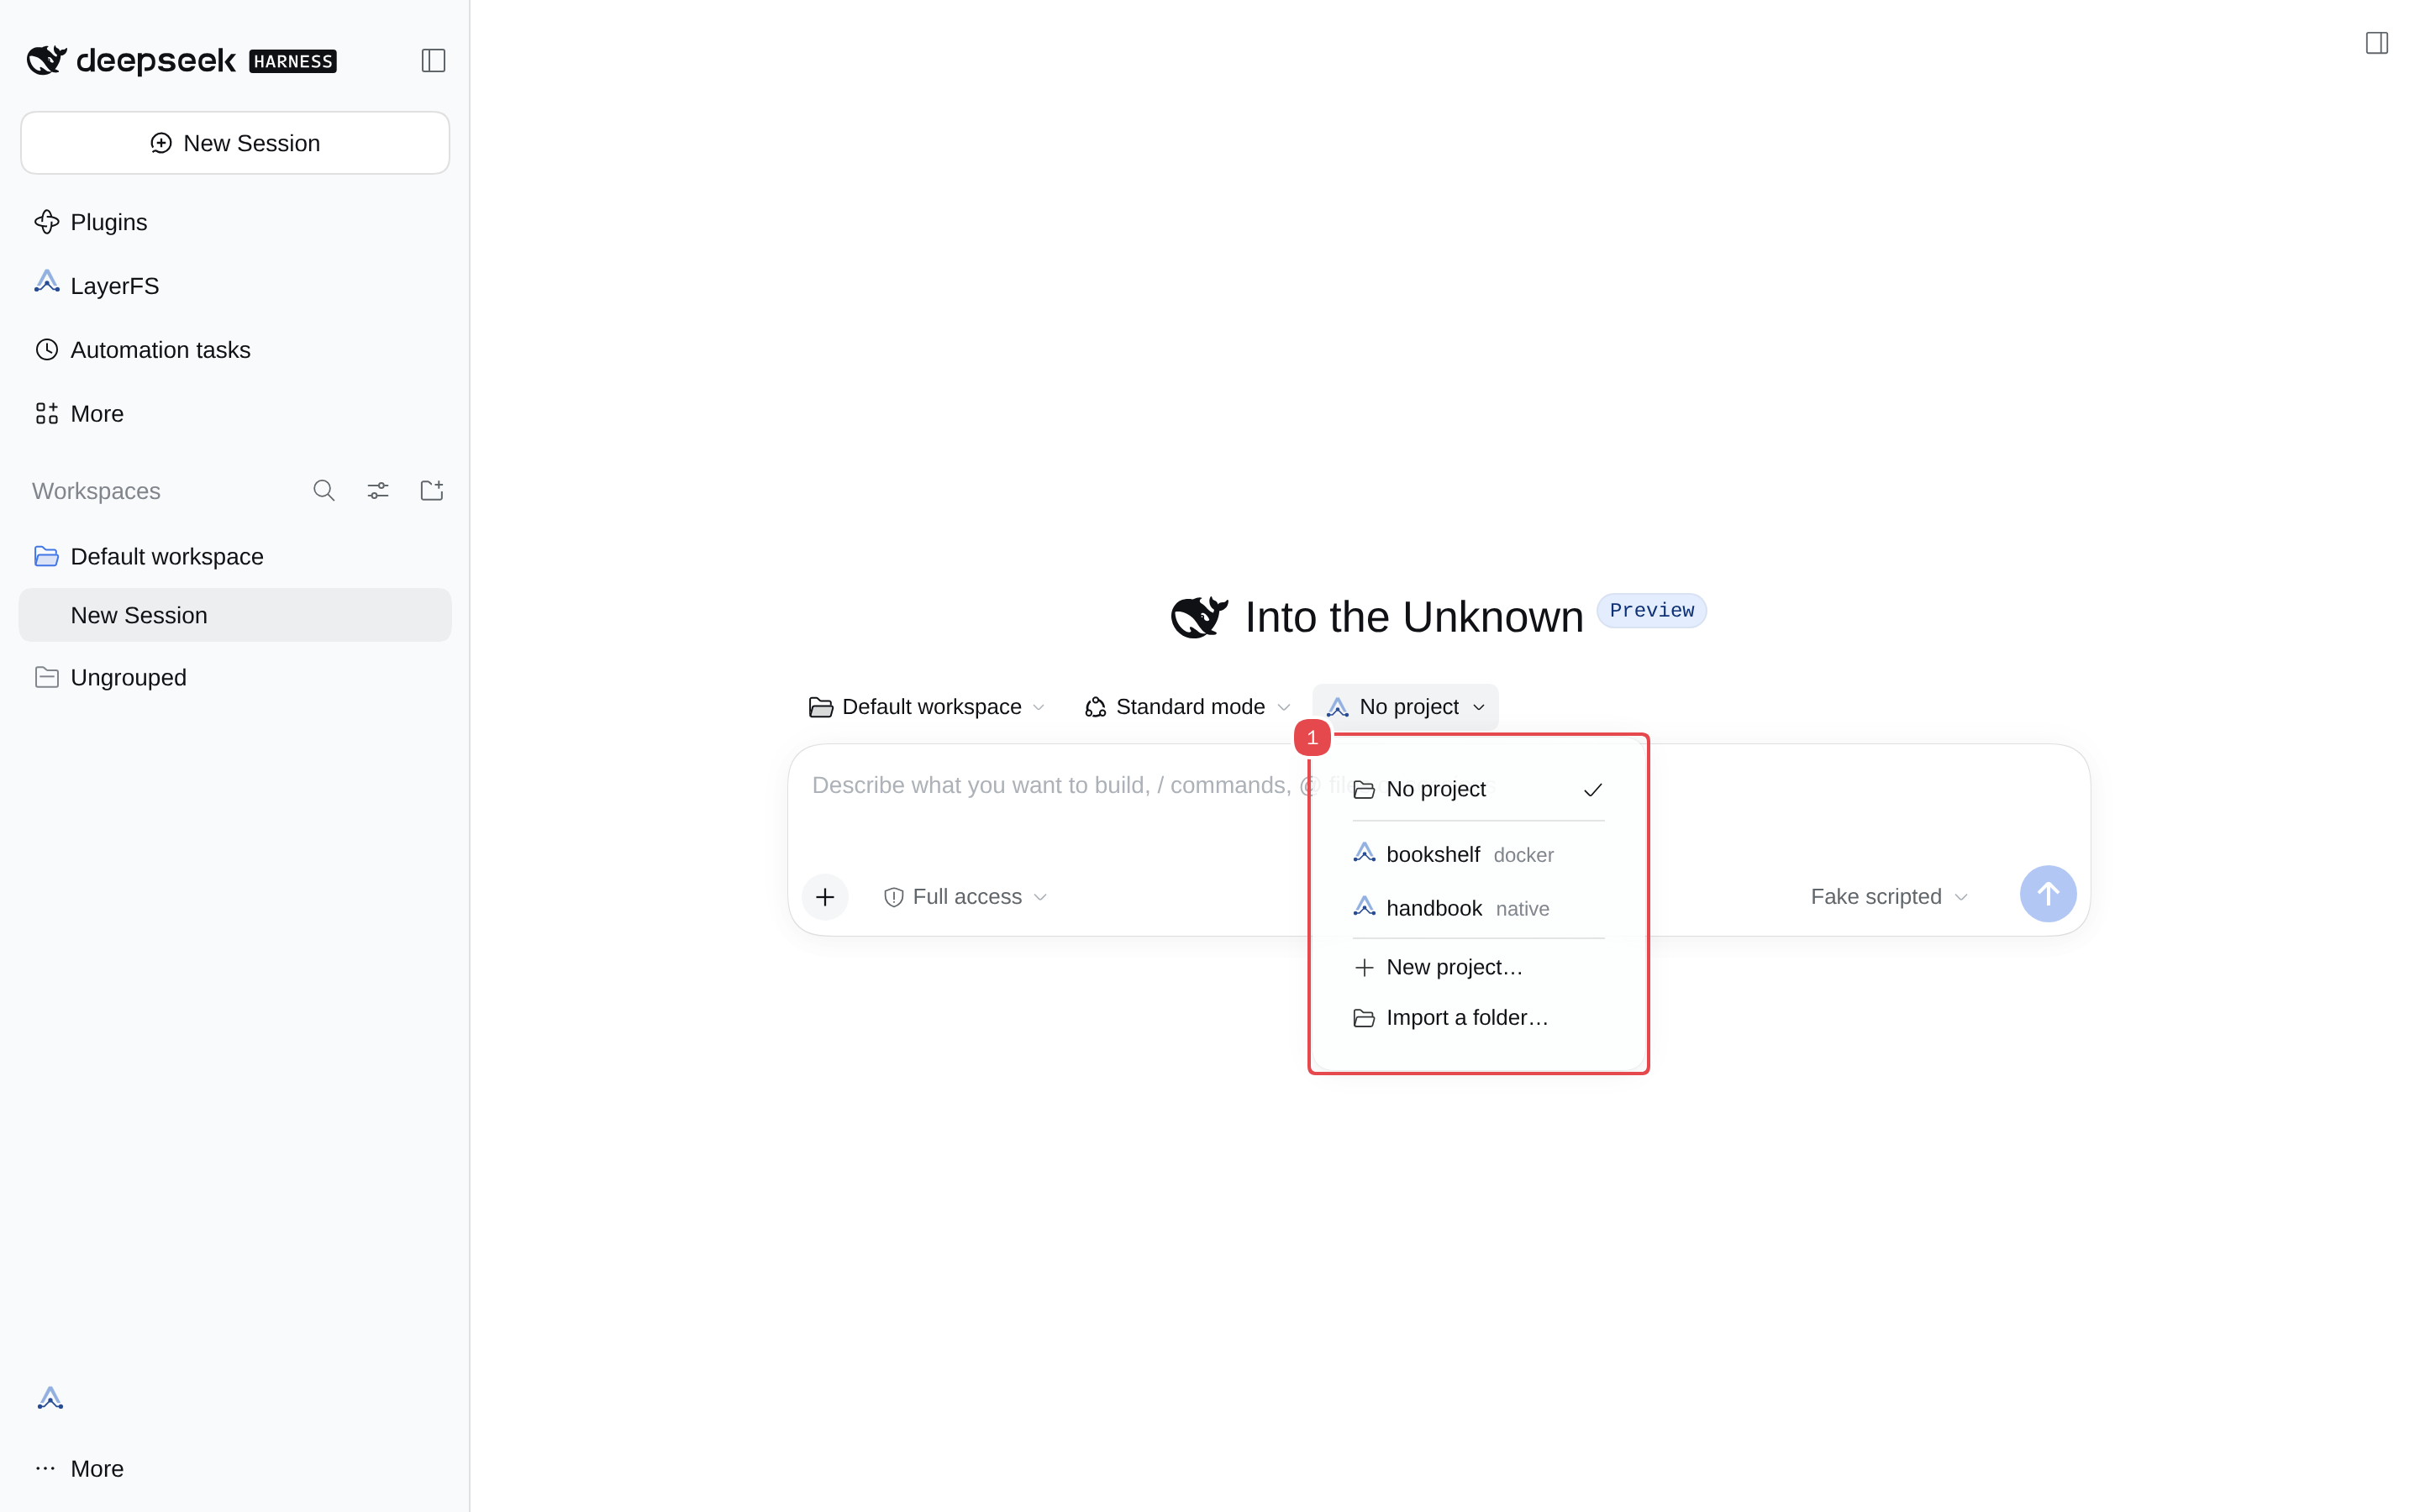 deepseek HARNESS
New Session
Plugins
LayerFS
Automation tasks
More
Workspaces
Default workspace
New Session
Ungrouped
More
Into the Unknown Preview
Default workspace Standard mode No project
1
Describe what you want to build, / commands, @
No project
bookshelf docker
handbook native
New project…
Import a folder…
Full access
Fake scripted